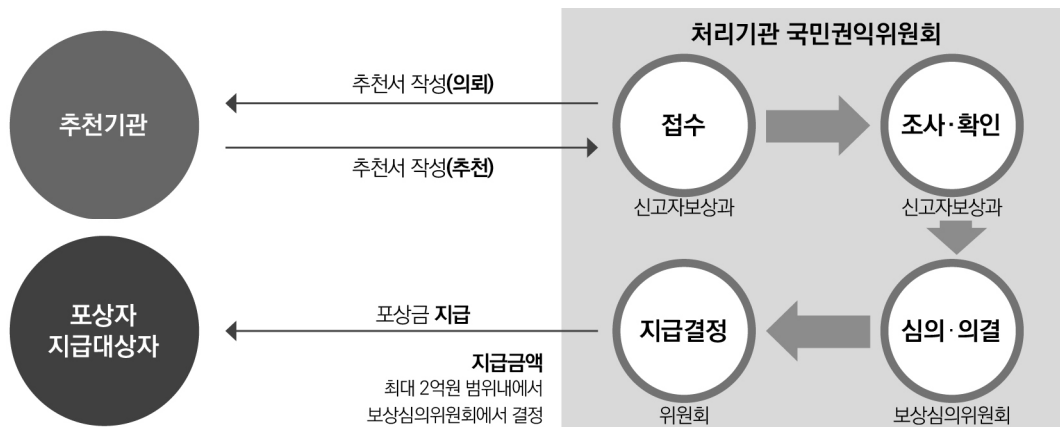 처리기관 국민권익위원회
추천기관
추천서 작성(의뢰)
추천서 작성(추천)
접수
신고자보상과
조사·확인
신고자보상과
포상자
지급대상자
포상금 지급
지급금액
최대 2억원 범위내에서
보상심의위원회에서 결정
지급결정
위원회
심의·의결
보상심의위원회